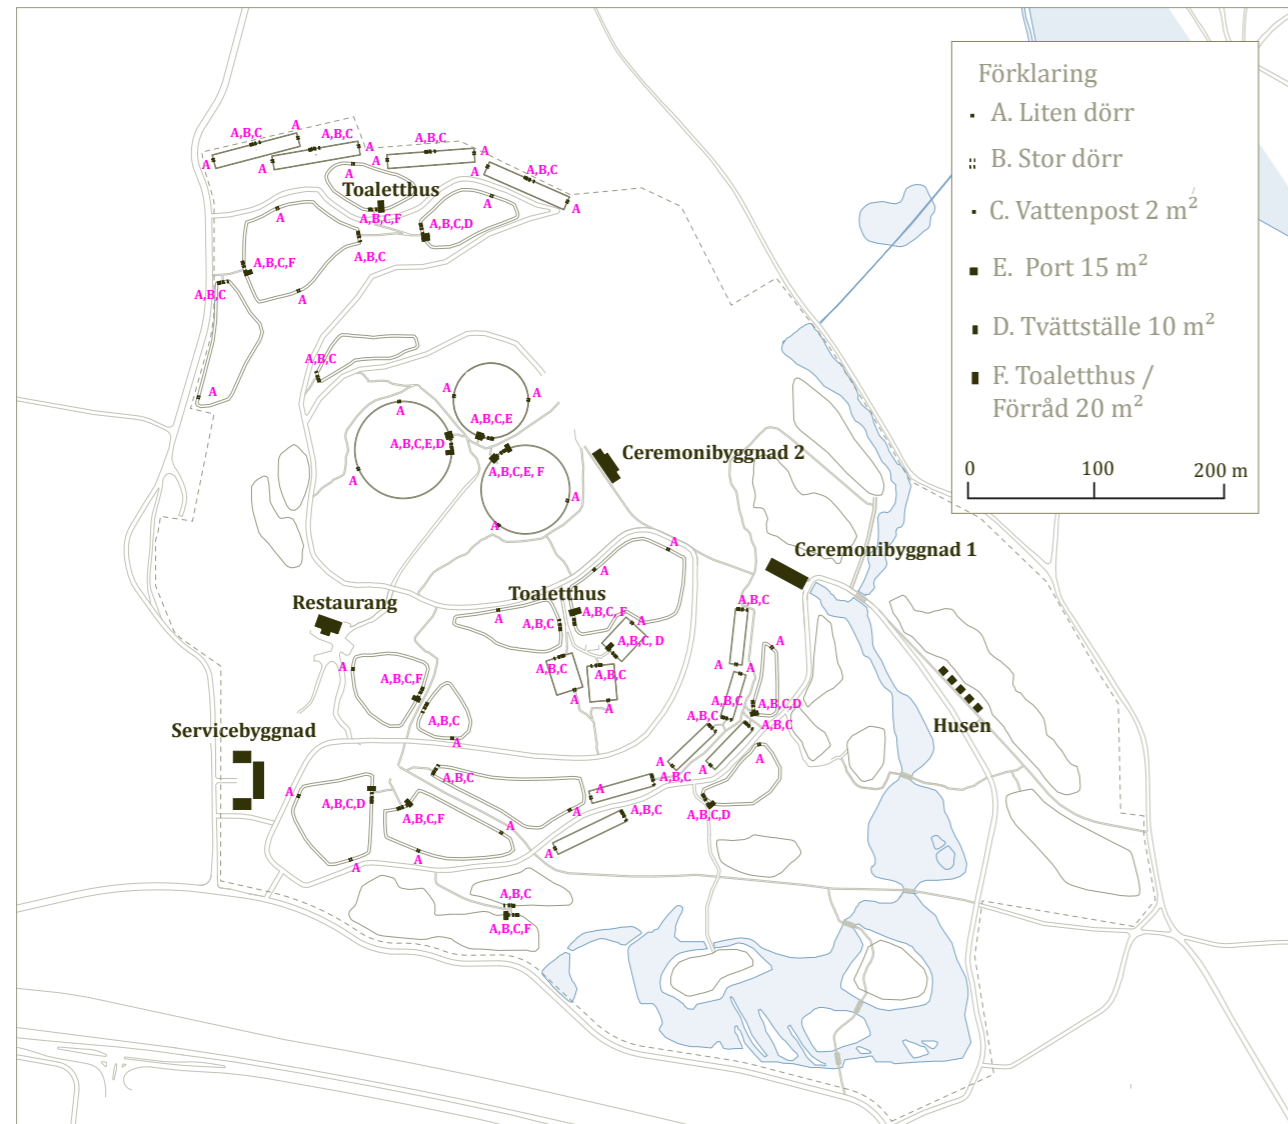 Förklaring
A. Liten dörr
B. Stor dörr
C. Vattenpost 2 m²
E. Port 15 m²
D. Tvättställe 10 m²
F. Toaletthus /
Förråd 20 m²
0 100 200 m
A
A,B,C
A
A,B,C
A
A
A,B,C
A
A
A,B,C
A
A
A
A
Toaletthus
A,B,C,F
A
A,B,C,D
A
A,B,C
A,B,C,F
A
A,B,C
A
A,B,C
A
A
A
A,B,C,E
A,B,C,E,D
A
A,B,C,E, F
A
A
Ceremonibyggnad 2
Ceremonibyggnad 1
A
A
Toaletthus
Restaurang
A
A,B,C, F
A,B,C
A
A,B,C, D
A,B,C
A
A,B,C
A
A,B,C
A
A
A
A,B,C
A,B,C,D
A,B,C
A,B,C
A
A
A
A,B,C,F
A,B,C
A
Servicebyggnad
Husen
A
A,B,C,D
A
A,B,C,F
A
A,B,C
A
A
A
A,B,C
A,B,C
A
A,B,C,D
A,B,C
A,B,C,F